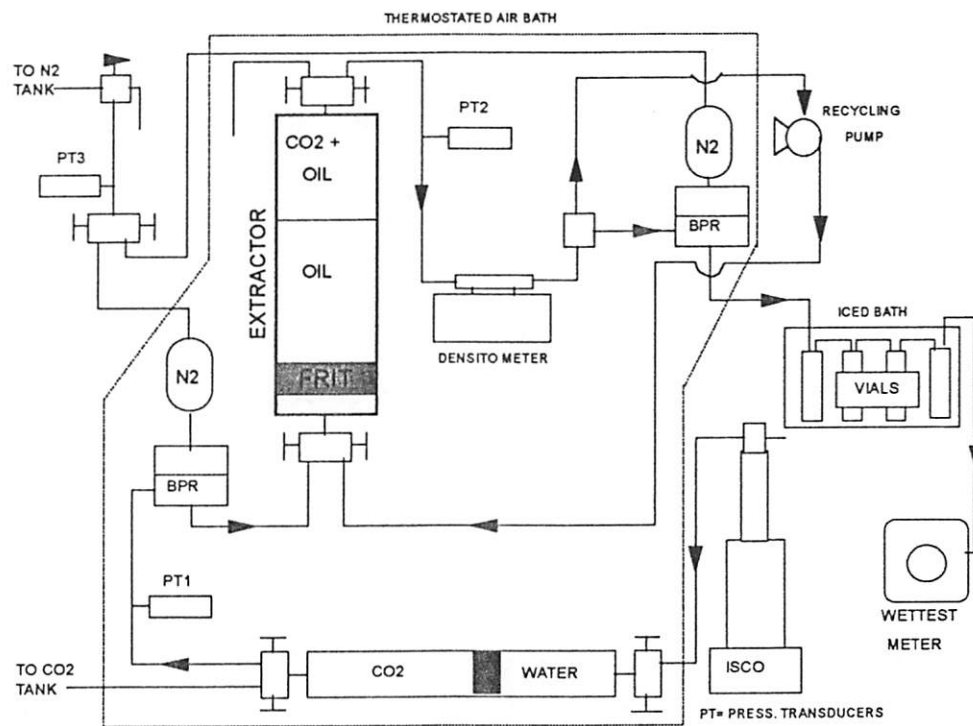 THERMOSTATED AIR BATH
TO N2
TANK
PT3
PT2
CO2 +
OIL
N2
RECYCLING
PUMP
EXTRACTOR
OIL
BPR
DENSITO METER
ICED BATH
N2
FRIT
VIALS
BPR
PT1
WETTEST
METER
TO CO2
TANK
CO2
WATER
ISCO
PT= PRESS. TRANSDUCERS